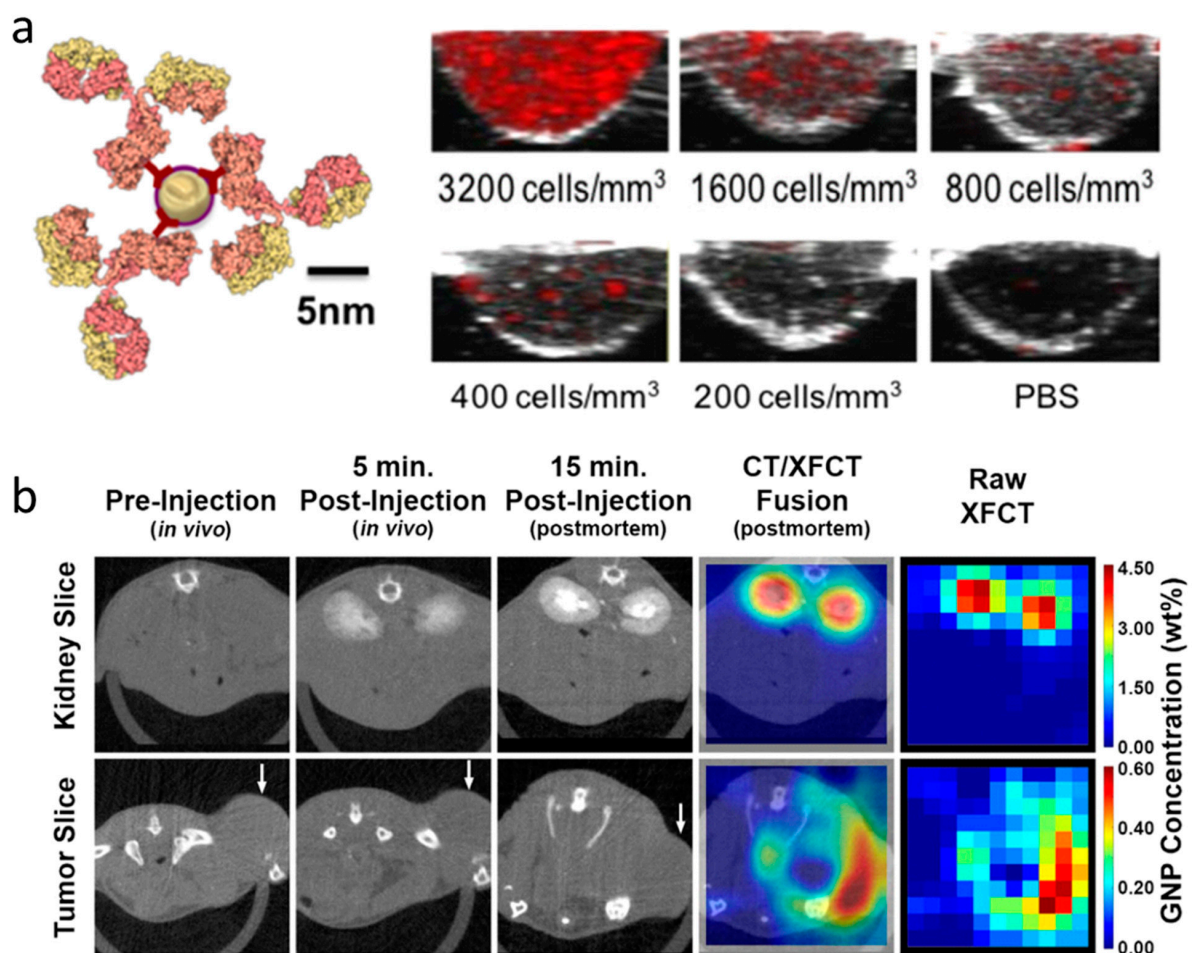 a
5nm
3200 cells/mm³
1600 cells/mm³
800 cells/mm³
400 cells/mm³
200 cells/mm³
PBS
b
Pre-Injection
(in vivo)
5 min.
Post-Injection
(in vivo)
15 min.
Post-Injection
(postmortem)
CT/XFCT
Fusion
(postmortem)
Raw
XFCT
Kidney Slice
4.50
3.00
1.50
0.00
Tumor Slice
0.60
0.40
0.20
0.00
GNP Concentration (wt%)